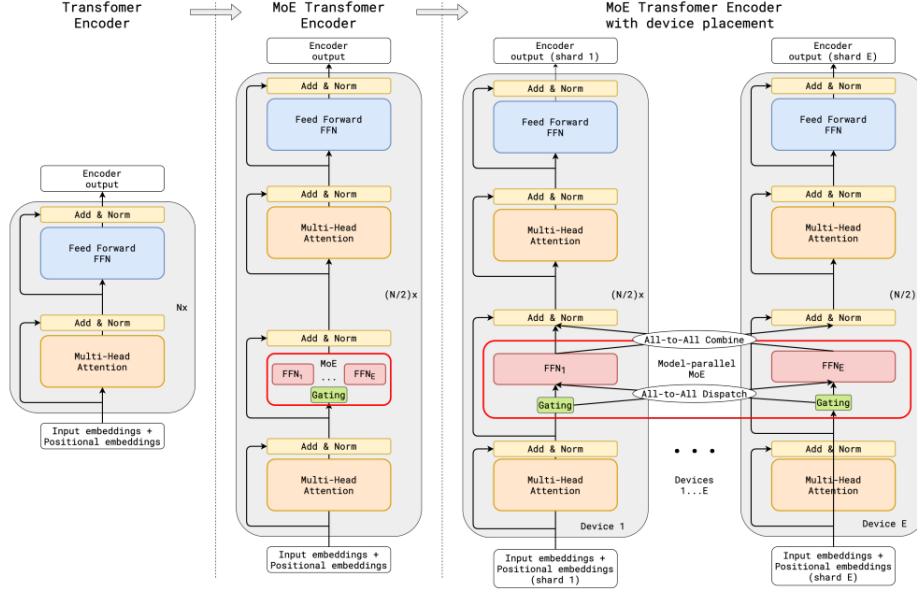 Transfomer
Encoder
Encoder
output
Add & Norm
Feed Forward
FFN
Nx
Add & Norm
Multi-Head
Attention
Input embeddings +
Positional embeddings
MoE Transfomer
Encoder
Encoder
output
Add & Norm
Feed Forward
FFN
Add & Norm
Multi-Head
Attention
(N/2)x
Add & Norm
MoE
FFN1
...
FFNE
Gating
Add & Norm
Multi-Head
Attention
Input embeddings +
Positional embeddings
MoE Transfomer Encoder
with device placement
Encoder
output (shard 1)
Add & Norm
Feed Forward
FFN
Add & Norm
Multi-Head
Attention
(N/2)x
Add & Norm
FFN1
Gating
Add & Norm
Multi-Head
Attention
Device 1
Input embeddings +
Positional embeddings
(shard 1)
All-to-All Combine
Model-parallel
MoE
All-to-All Dispatch
Devices
1...E
Encoder
output (shard E)
Add & Norm
Feed Forward
FFN
Add & Norm
Multi-Head
Attention
(N/2)x
Add & Norm
FFNE
Gating
Add & Norm
Multi-Head
Attention
Device E
Input embeddings +
Positional embeddings
(shard E)